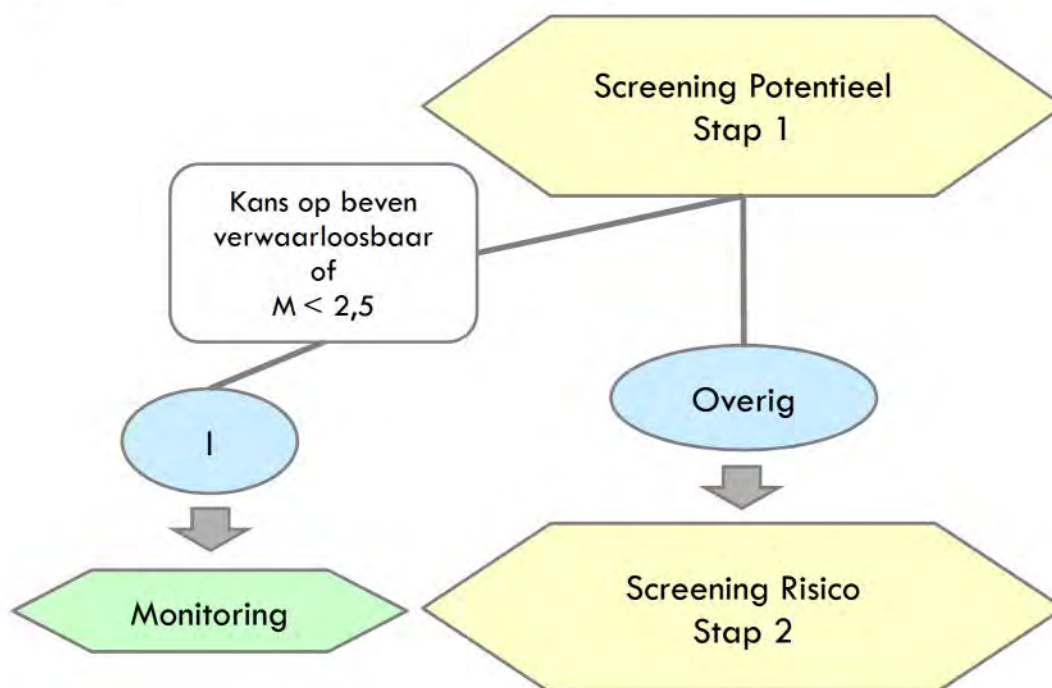 Screening Potentieel
Stap 1
Kans op beven
verwaarloosbaar
of
M < 2,5
I
Overig
Monitoring
Screening Risico
Stap 2